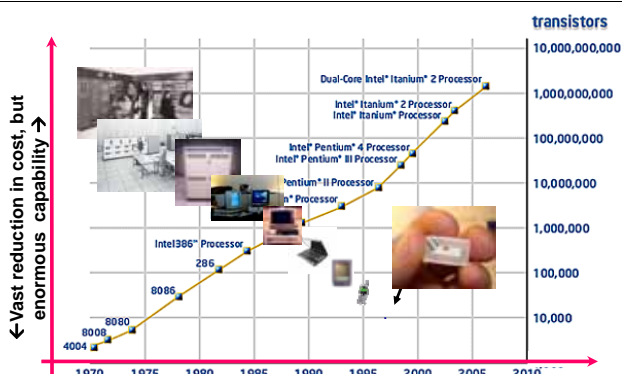 transistors
10,000,000,000
Dual-Core Intel® Itanium® 2 Processor
1,000,000,000
Intel® Itanium® 2 Processor
Intel® Itanium® Processor
100,000,000
Intel® Pentium® 4 Processor
Intel® Pentium® III Processor
Pentium® II Processor
10,000,000
Processor
1,000,000
Intel386™ Processor
286
100,000
8086
8080
8008
4004
10,000
←Vast reduction in cost, but
enormous capability →
1970 1975 1980 1985 1990 1995 2000 2005 2010